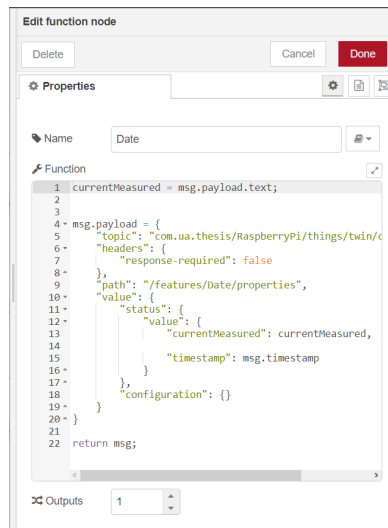 Edit function node
Delete Cancel Done
Properties
Name Date
Function
1 currentMeasured = msg.payload.text;
2
3
4 msg.payload = {
5 "topic": "com.ua.thesis/RaspberryPi/things/twin/c
6 "headers": {
7 "response-required": false
8 },
9 "path": "/features/Date/properties",
10 "value": {
11 "status": {
12 "value": {
13 "currentMeasured": currentMeasured,
14
15 "timestamp": msg.timestamp
16 }
17 },
18 "configuration": {}
19 }
20 }
21
22 return msg;
Outputs 1